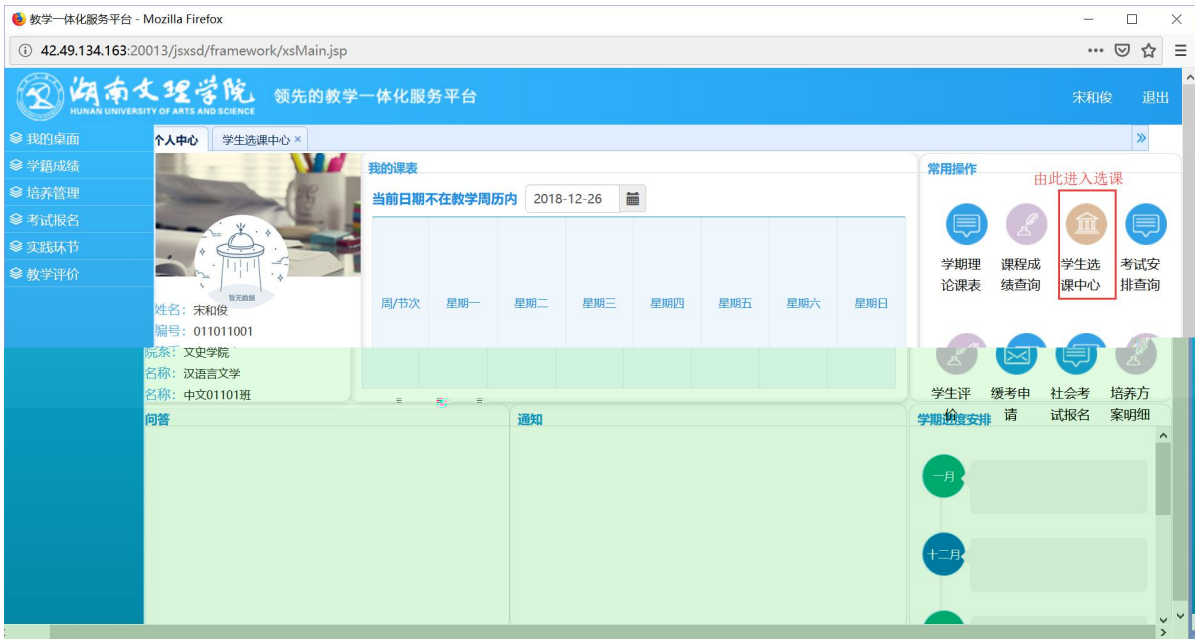 教学一体化服务平台 - Mozilla Firefox
42.49.134.163:20013/jsxsd/framework/xsMain.jsp
湖南文理学院
HUNAN UNIVERSITY OF ARTS AND SCIENCE
领先的教学一体化服务平台
宋和俊 退出
我的桌面
学籍成绩
培养管理
考试报名
实践环节
教学评价
个人中心 学生选课中心 ×
暂无数据
姓名：宋和俊
编号：011011001
院系：文史学院
名称：汉语言文学
名称：中文01101班
我的课表
当前日期不在教学周历内 2018-12-26
周/节次 星期一 星期二 星期三 星期四 星期五 星期六 星期日
常用操作
由此进入选课
学期理论课表
课程成绩查询
学生选课中心
考试安排查询
学生评价
缓考申请
社会考试报名
培养方案明细
问答
通知
学期进度安排
一月
十二月